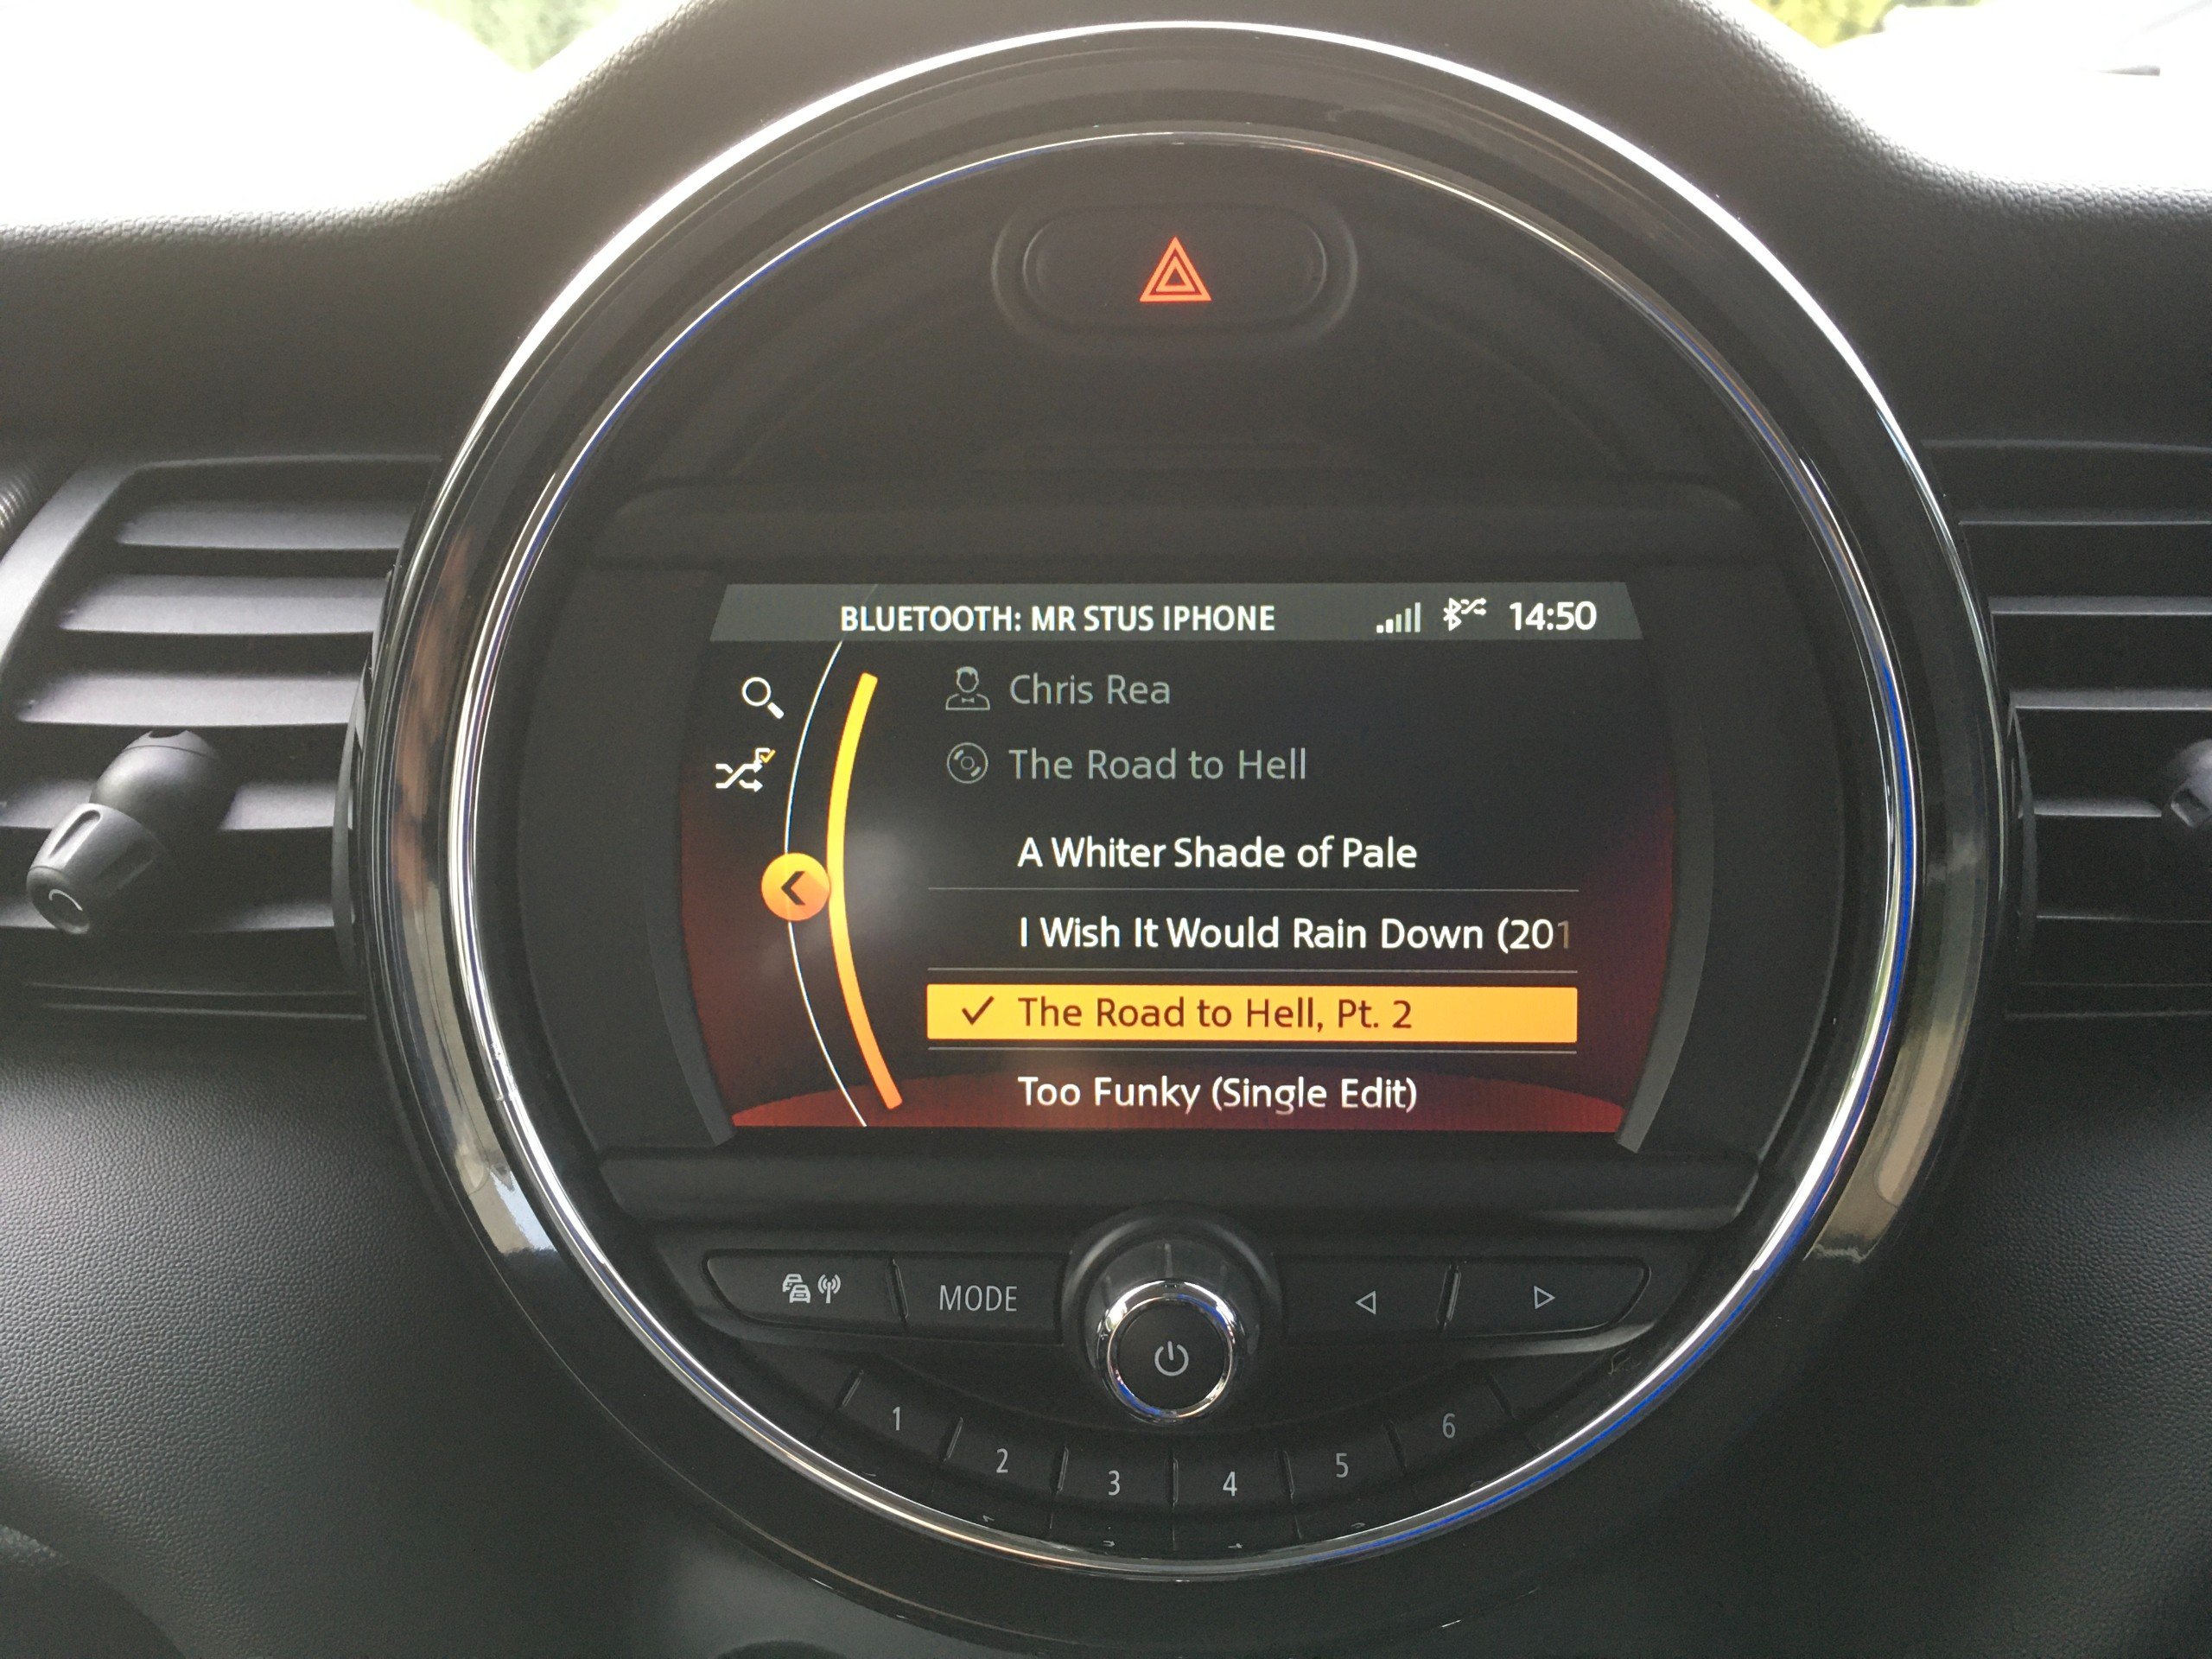 BLUETOOTH: MR STUS IPHONE 14:50
Chris Rea
The Road to Hell
A Whiter Shade of Pale
I Wish It Would Rain Down (201
The Road to Hell, Pt. 2
Too Funky (Single Edit)
MODE
1 2 3 4 5 6